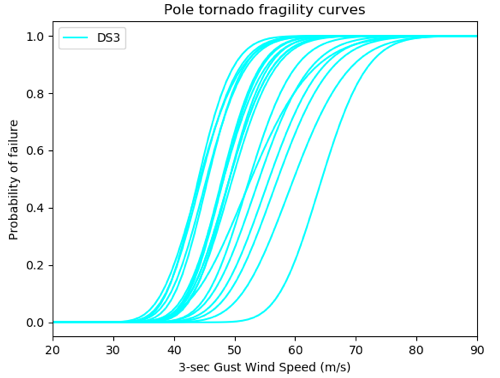 Pole tornado fragility curves
DS3
Probability of failure
1.0
0.8
0.6
0.4
0.2
0.0
20 30 40 50 60 70 80 90
3-sec Gust Wind Speed (m/s)